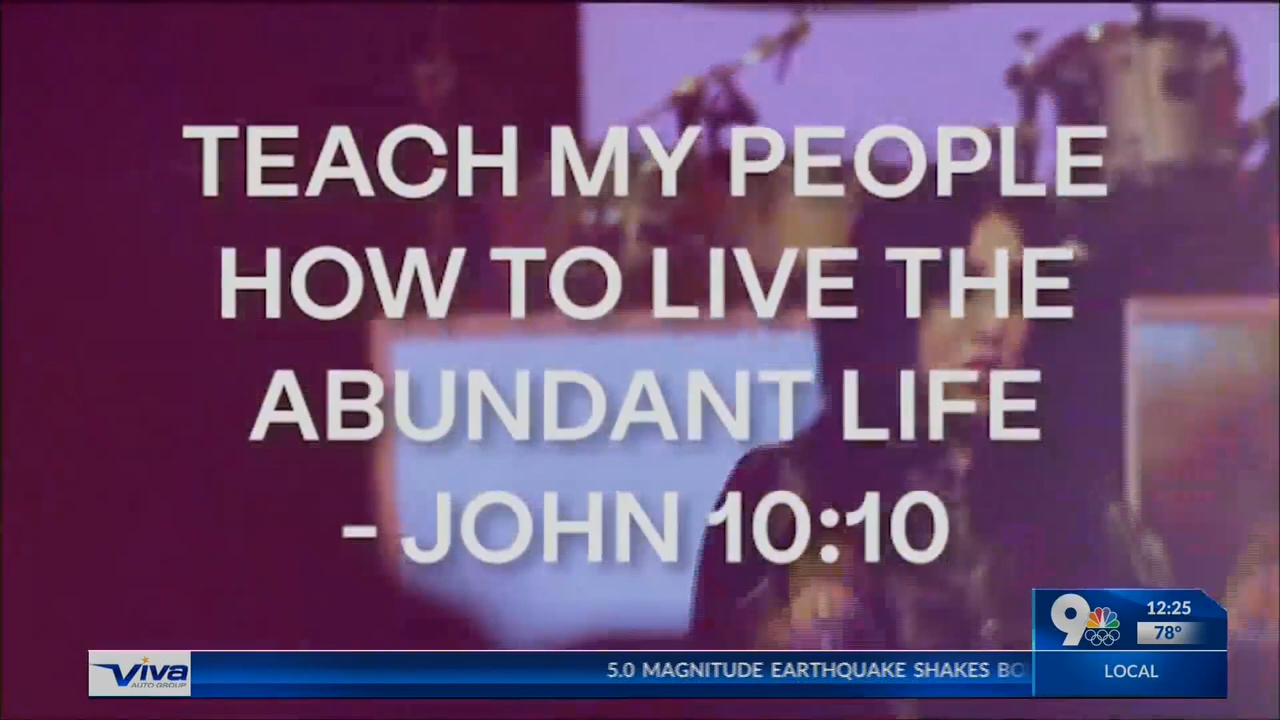 TEACH MY PEOPLE
HOW TO LIVE THE
ABUNDANT LIFE
- JOHN 10:10
9
12:25
78°
LOCAL
Viva
AUTO GROUP
5.0 MAGNITUDE EARTHQUAKE SHAKES